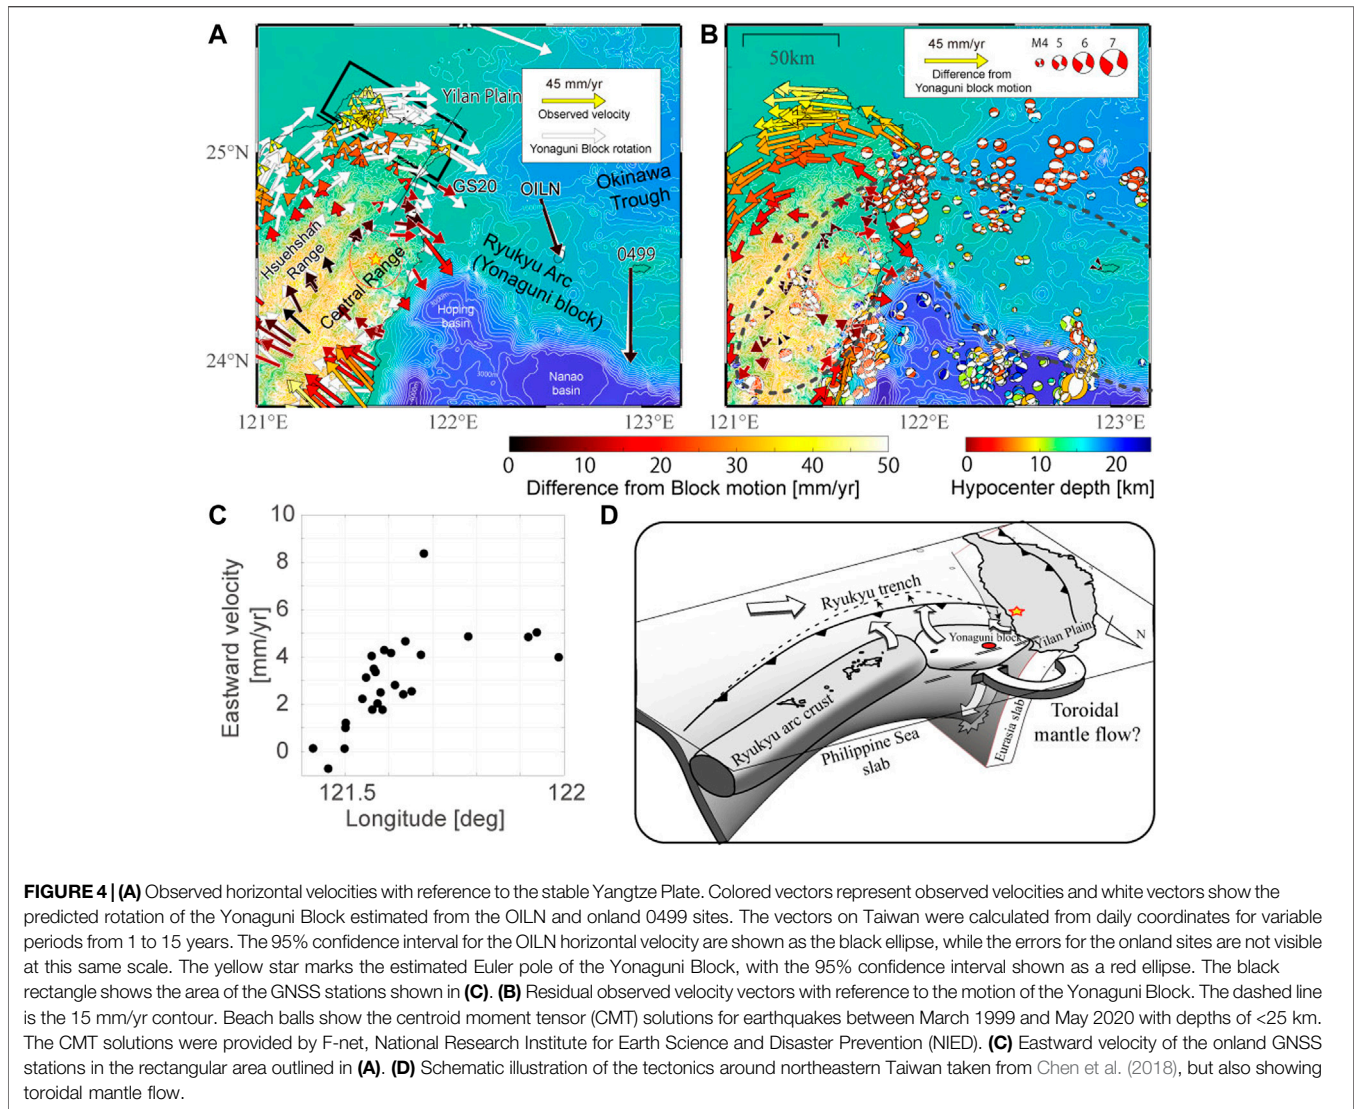 A
45 mm/yr
Observed velocity
Yonaguni Block rotation
Yilan Plain
25°N
GS20
OILN
Okinawa
Trough
0499
Hsuehshan
Range
Central Range
Ryukyu Arc
(Yonaguni block)
Hoping
basin
24°N
Nanao
basin
121°E
122°E
123°E
B
50km
45 mm/yr
Difference from
Yonaguni block motion
M4 5 6 7
121°E
122°E
123°E
0 10 20 30 40 50
Difference from Block motion [mm/yr]
0 10 20
Hypocenter depth [km]
C
Eastward velocity
[mm/yr]
10
8
6
4
2
0
121.5 122
Longitude [deg]
D
Ryukyu trench
Yonaguni block
Yilan Plain
N
Ryukyu arc crust
Philippine Sea
slab
Eurasia slab
Toroidal
mantle flow?
FIGURE 4 | (A) Observed horizontal velocities with reference to the stable Yangtze Plate. Colored vectors represent observed velocities and white vectors show the
predicted rotation of the Yonaguni Block estimated from the OILN and onland 0499 sites. The vectors on Taiwan were calculated from daily coordinates for variable
periods from 1 to 15 years. The 95% confidence interval for the OILN horizontal velocity are shown as the black ellipse, while the errors for the onland sites are not visible
at this same scale. The yellow star marks the estimated Euler pole of the Yonaguni Block, with the 95% confidence interval shown as a red ellipse. The black
rectangle shows the area of the GNSS stations shown in (C). (B) Residual observed velocity vectors with reference to the motion of the Yonaguni Block. The dashed line
is the 15 mm/yr contour. Beach balls show the centroid moment tensor (CMT) solutions for earthquakes between March 1999 and May 2020 with depths of <25 km.
The CMT solutions were provided by F-net, National Research Institute for Earth Science and Disaster Prevention (NIED). (C) Eastward velocity of the onland GNSS
stations in the rectangular area outlined in (A). (D) Schematic illustration of the tectonics around northeastern Taiwan taken from Chen et al. (2018), but also showing
toroidal mantle flow.